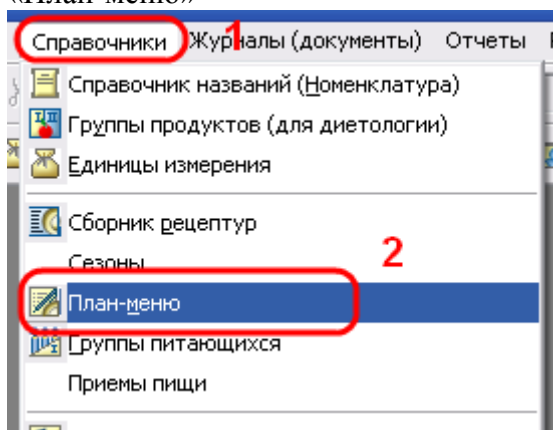 «План-меню»
1
Справочники Журналы (документы) Отчеты
Справочник названий (Номенклатура)
Группы продуктов (для диетологии)
Единицы измерения
Сборник рецептур
2
Сезоны
План-меню
Группы питающихся
Приемы пищи